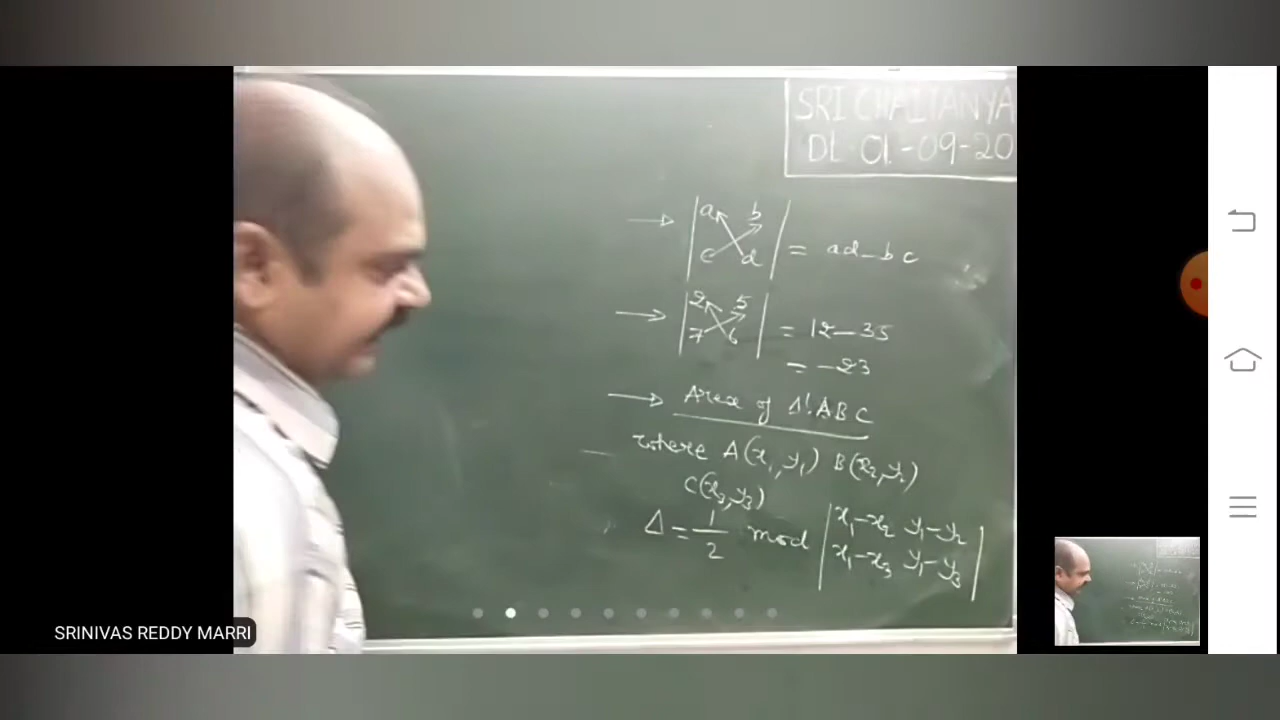 SRI CHAITANYA
Dt. 01-09-20
→ |a b| = ad-bc
|c d|
→ |2 5| = 12-35
|7 6|
= -23
→ Area of Δ! ABC
where A(x₁,y₁) B(x₂,y₂)
C(x₃,y₃)
Δ = 1/2 mod |x₁-x₂ y₁-y₂|
|x₁-x₃ y₁-y₃|
SRINIVAS REDDY MARRI